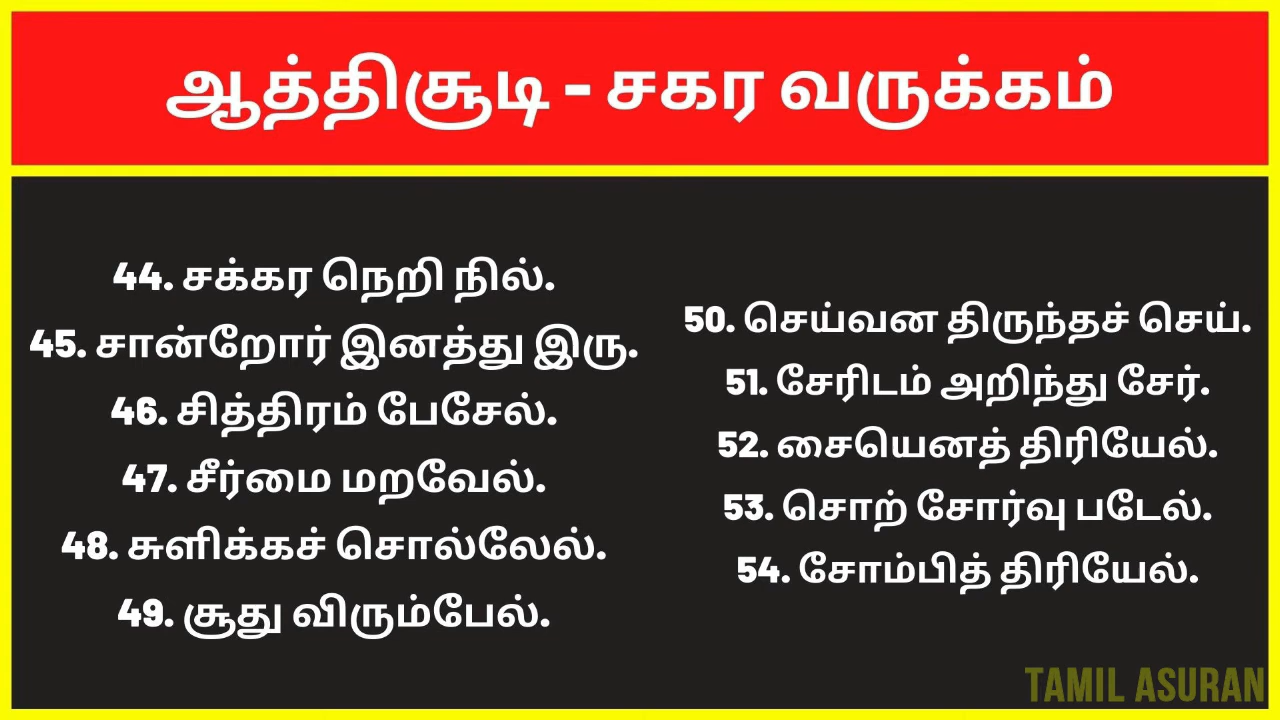 ஆத்திசூடி - சகர வருக்கம்
44. சக்கர நெறி நில்.
45. சான்றோர் இனத்து இரு.
46. சித்திரம் பேசேல்.
47. சீர்மை மறவேல்.
48. சுளிக்கச் சொல்லேல்.
49. சூது விரும்பேல்.
50. செய்வன திருந்தச் செய்.
51. சேரிடம் அறிந்து சேர்.
52. சையெனத் திரியேல்.
53. சொற் சோர்வு படேல்.
54. சோம்பித் திரியேல்.
TAMIL ASURAN